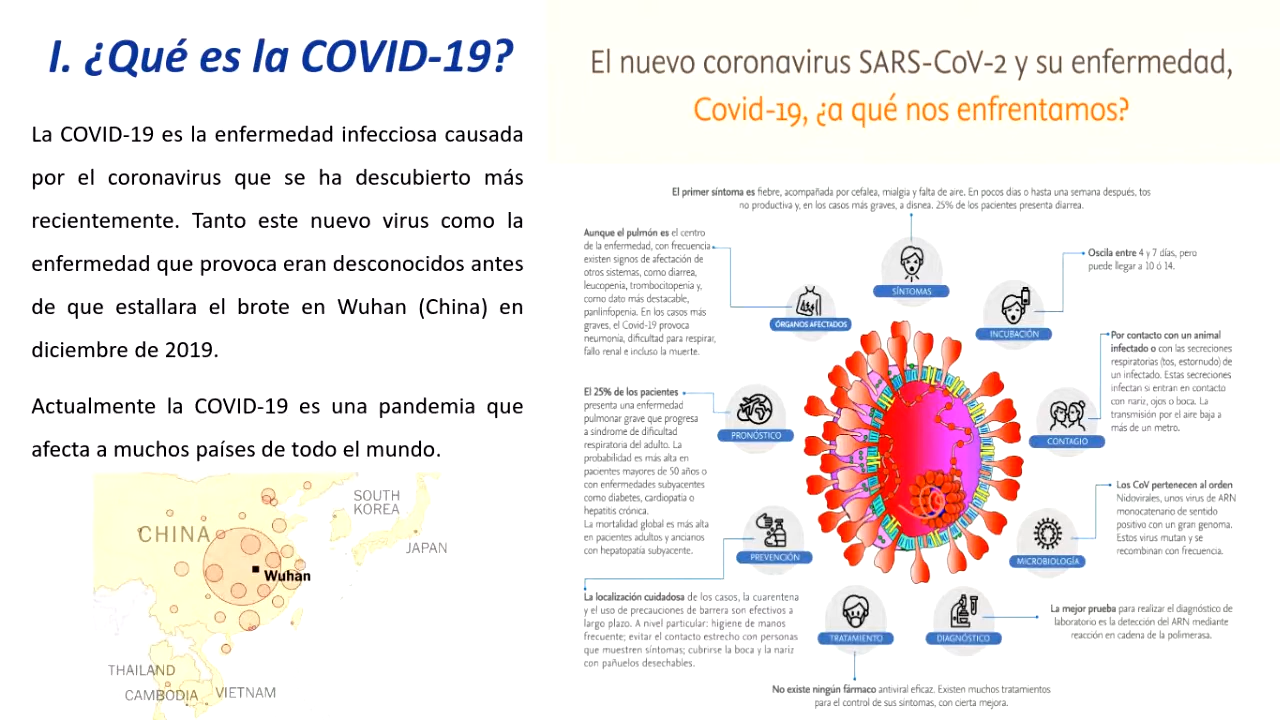 I. ¿Qué es la COVID-19?
La COVID-19 es la enfermedad infecciosa causada
por el coronavirus que se ha descubierto más
recientemente. Tanto este nuevo virus como la
enfermedad que provoca eran desconocidos antes
de que estallara el brote en Wuhan (China) en
diciembre de 2019.
Actualmente la COVID-19 es una pandemia que
afecta a muchos países de todo el mundo.
SOUTH
KOREA
CHINA
JAPAN
Wuhan
THAILAND
CAMBODIA
VIETNAM
El nuevo coronavirus SARS-CoV-2 y su enfermedad,
Covid-19, ¿a qué nos enfrentamos?
El primer síntoma es fiebre, acompañada por cefalea, mialgia y falta de aire. En pocos días o hasta una semana después, tos
no productiva y, en los casos más graves, a disnea. 25% de los pacientes presenta diarrea.
SÍNTOMAS
Aunque el pulmón es el centro
de la enfermedad, con frecuencia
existen signos de afectación de
otros sistemas, como diarrea,
leucopenia, trombocitopenia y,
como dato más destacable,
panlinfopenia. En los casos más
graves, el Covid-19 provoca
neumonia, dificultad para respirar,
fallo renal e incluso la muerte.
ÓRGANOS AFECTADOS
Oscila entre 4 y 7 días, pero
puede llegar a 10 ó 14.
INCUBACIÓN
Por contacto con un animal
infectado o con las secreciones
respiratorias (tos, estornudo) de
un infectado. Estas secreciones
infectan si entran en contacto
con nariz, ojos o boca. La
transmisión por el aire baja a
más de un metro.
CONTAGIO
El 25% de los pacientes
presenta una enfermedad
pulmonar grave que progresa
a síndrome de dificultad
respiratoria del adulto. La
probabilidad es más alta en
pacientes mayores de 50 años o
con enfermedades subyacentes
como diabetes, cardiopatía o
hepatitis crónica.
La mortalidad global es más alta
en pacientes adultos y ancianos
con hepatopatía subyacente.
PRONÓSTICO
Los CoV pertenecen al orden
Nidovirales, unos virus de ARN
monocatenario de sentido
positivo con un gran genoma.
Estos virus mutan y se
recombinan con frecuencia.
MICROBIOLOGÍA
PREVENCIÓN
La localización cuidadosa de los casos, la cuarentena
y el uso de precauciones de barrera son efectivos a
largo plazo. A nivel particular: higiene de manos
frecuente; evitar el contacto estrecho con personas
que muestren síntomas; cubrirse la boca y la nariz
con pañuelos desechables.
TRATAMIENTO
DIAGNÓSTICO
La mejor prueba para realizar el diagnóstico de
laboratorio es la detección del ARN mediante
reacción en cadena de la polimerasa.
No existe ningún fármaco antiviral eficaz. Existen muchos tratamientos
para el control de sus síntomas, con cierta mejora.